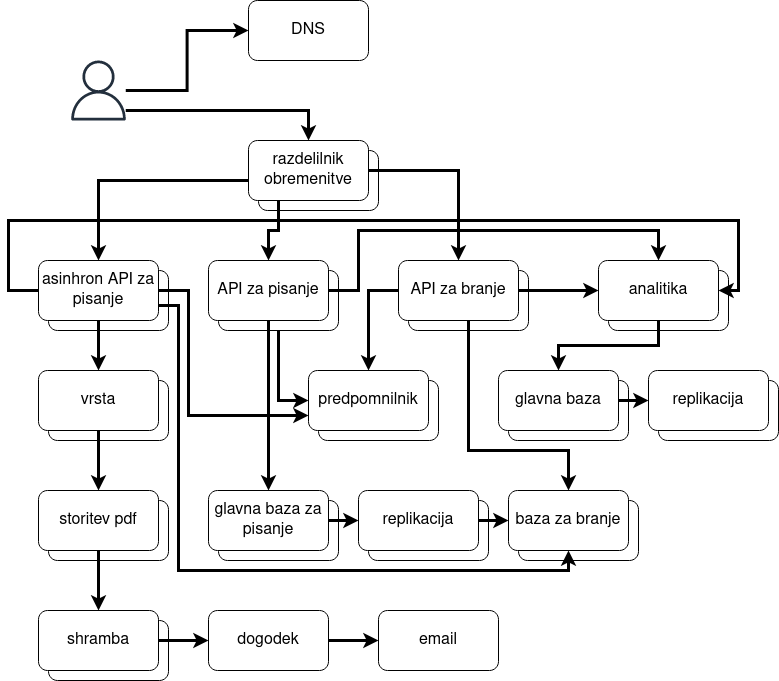 DNS
razdelilnik
obremenitve
asinhron API za
pisanje
API za pisanje
API za branje
analitika
vrsta
predpomnilnik
glavna baza
replikacija
storitev pdf
glavna baza za
pisanje
replikacija
baza za branje
shramba
dogodek
email